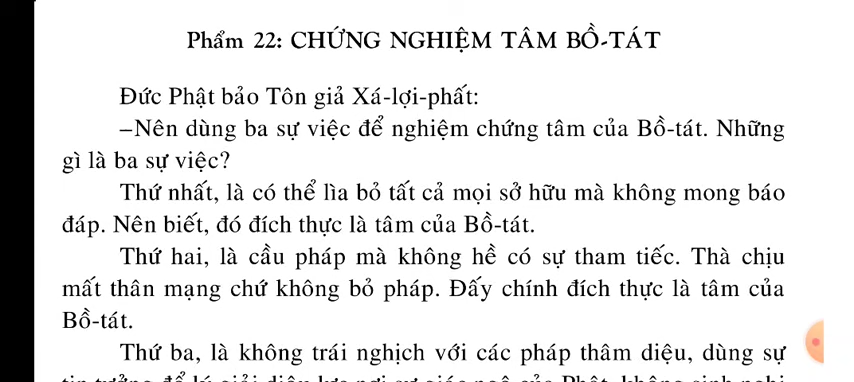 Phẩm 22: CHỨNG NGHIỆM TÂM BỒ-TÁT
Đức Phật bảo Tôn giả Xá-lợi-phất:
–Nên dùng ba sự việc để nghiệm chứng tâm của Bồ-tát. Những
gì là ba sự việc?
Thứ nhất, là có thể lìa bỏ tất cả mọi sở hữu mà không mong báo
đáp. Nên biết, đó đích thực là tâm của Bồ-tát.
Thứ hai, là cầu pháp mà không hề có sự tham tiếc. Thà chịu
mất thân mạng chứ không bỏ pháp. Đấy chính đích thực là tâm của
Bồ-tát.
Thứ ba, là không trái nghịch với các pháp thâm diệu, dùng sự